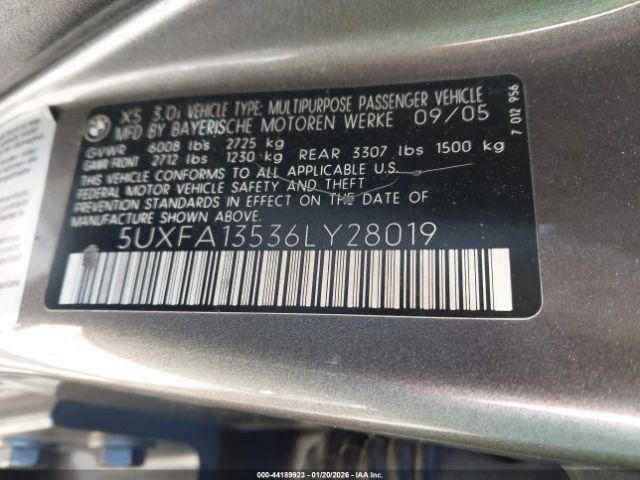 X5 3.0i VEHICLE TYPE: MULTIPURPOSE PASSENGER VEHICLE
MFD BY BAYERISCHE MOTOREN WERKE 09/05
GVWR 6008 lbs 2725 kg
GAWR FRONT 2712 lbs 1230 kg REAR 3307 lbs 1500 kg
THIS VEHICLE CONFORMS TO ALL APPLICABLE U.S.
FEDERAL MOTOR VEHICLE SAFETY AND THEFT
PREVENTION STANDARDS IN EFFECT ON THE DATE OF
MANUFACTURE SHOWN ABOVE.
5UXFA13536LY28019
7 012 956
000-44189923 - 01/20/2026 - IAA Inc.